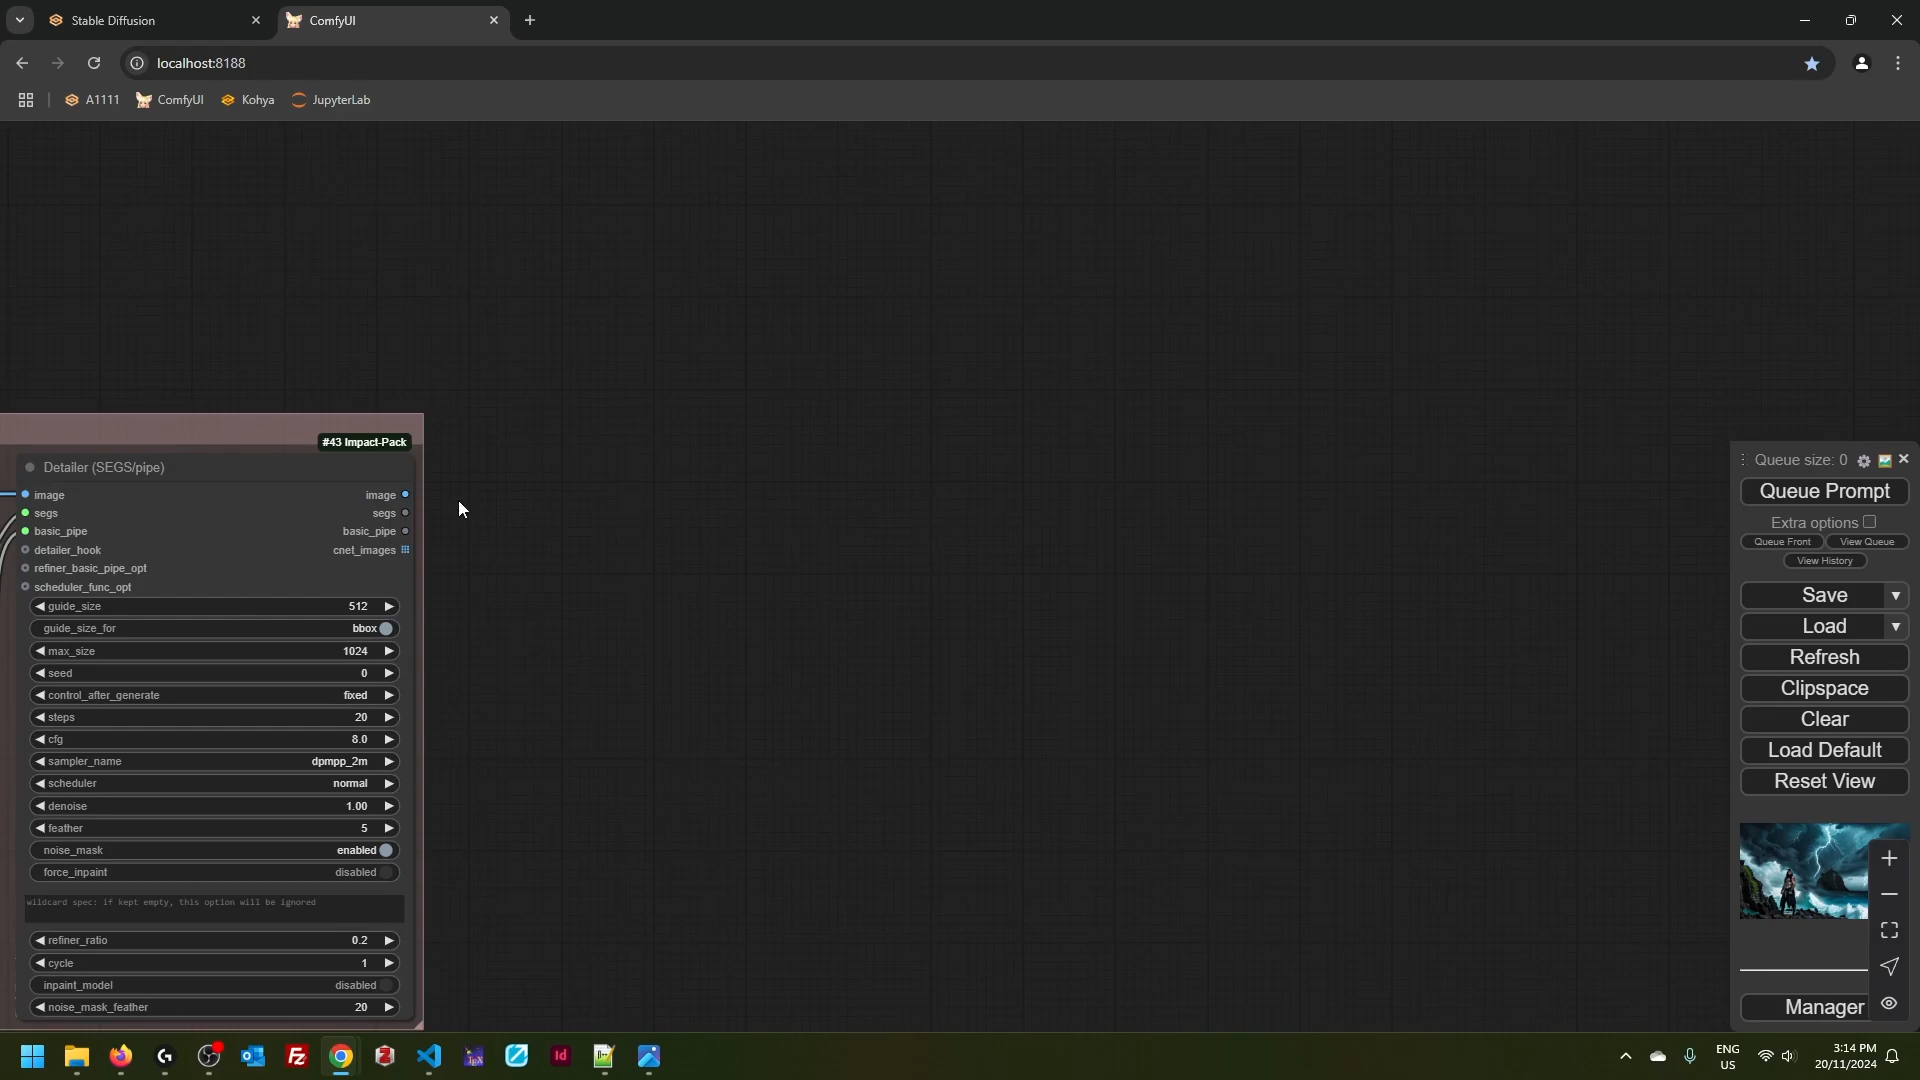 Stable Diffusion
ComfyUI
localhost:8188
A1111
ComfyUI
Kohya
JupyterLab
#43 Impact-Pack
Detailer (SEGS/pipe)
image image
segs segs
basic_pipe basic_pipe
detailer_hook cnet_images
refiner_basic_pipe_opt
scheduler_func_opt
guide_size 512
guide_size_for bbox
max_size 1024
seed 0
control_after_generate fixed
steps 20
cfg 8.0
sampler_name dpmpp_2m
scheduler normal
denoise 1.00
feather 5
noise_mask enabled
force_inpaint disabled
wildcard spec: if kept empty, this option will be ignored
refiner_ratio 0.2
cycle 1
inpaint_model disabled
noise_mask_feather 20
Queue size: 0
Queue Prompt
Extra options
Queue Front View Queue
View History
Save
Load
Refresh
Clipspace
Clear
Load Default
Reset View
Manager
ENG
US
3:14 PM
20/11/2024